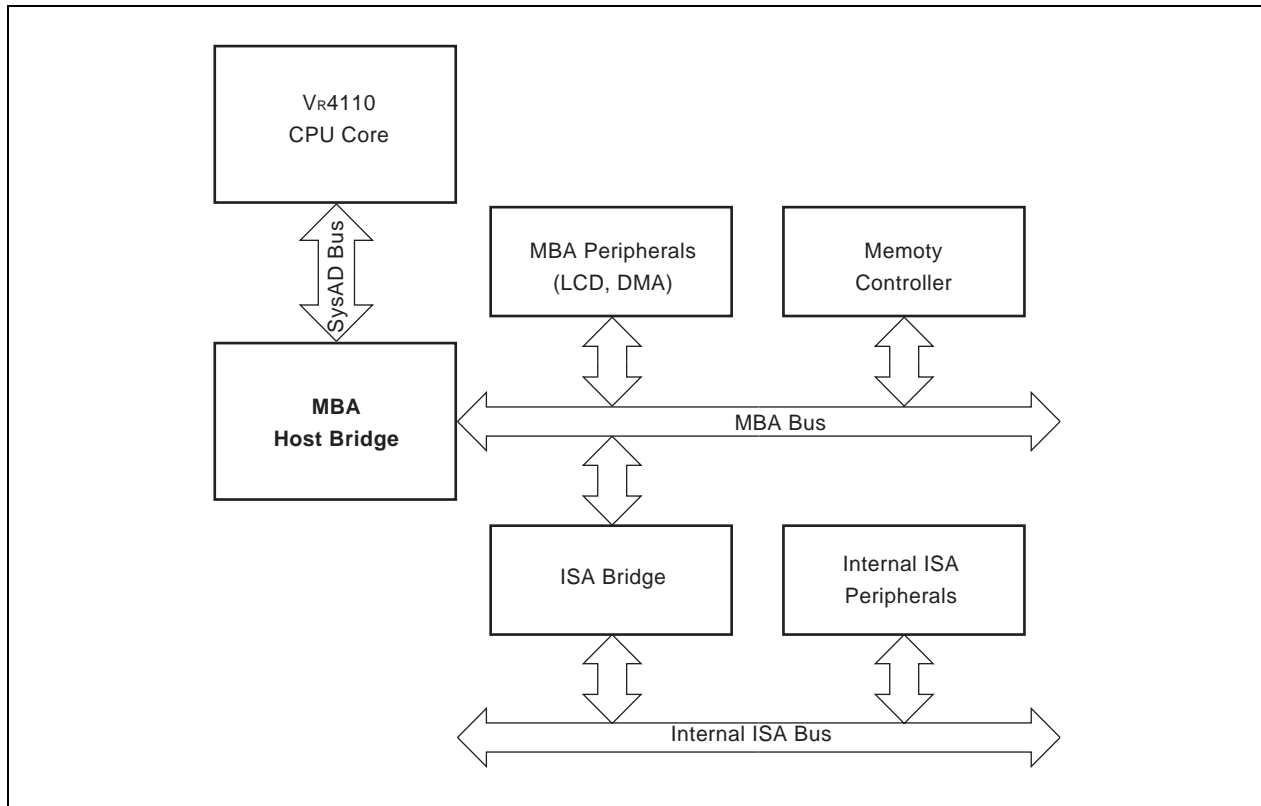 VR4110
CPU Core
SysAD Bus
MBA Peripherals
(LCD, DMA)
Memoty
Controller
MBA
Host Bridge
MBA Bus
ISA Bridge
Internal ISA
Peripherals
Internal ISA Bus